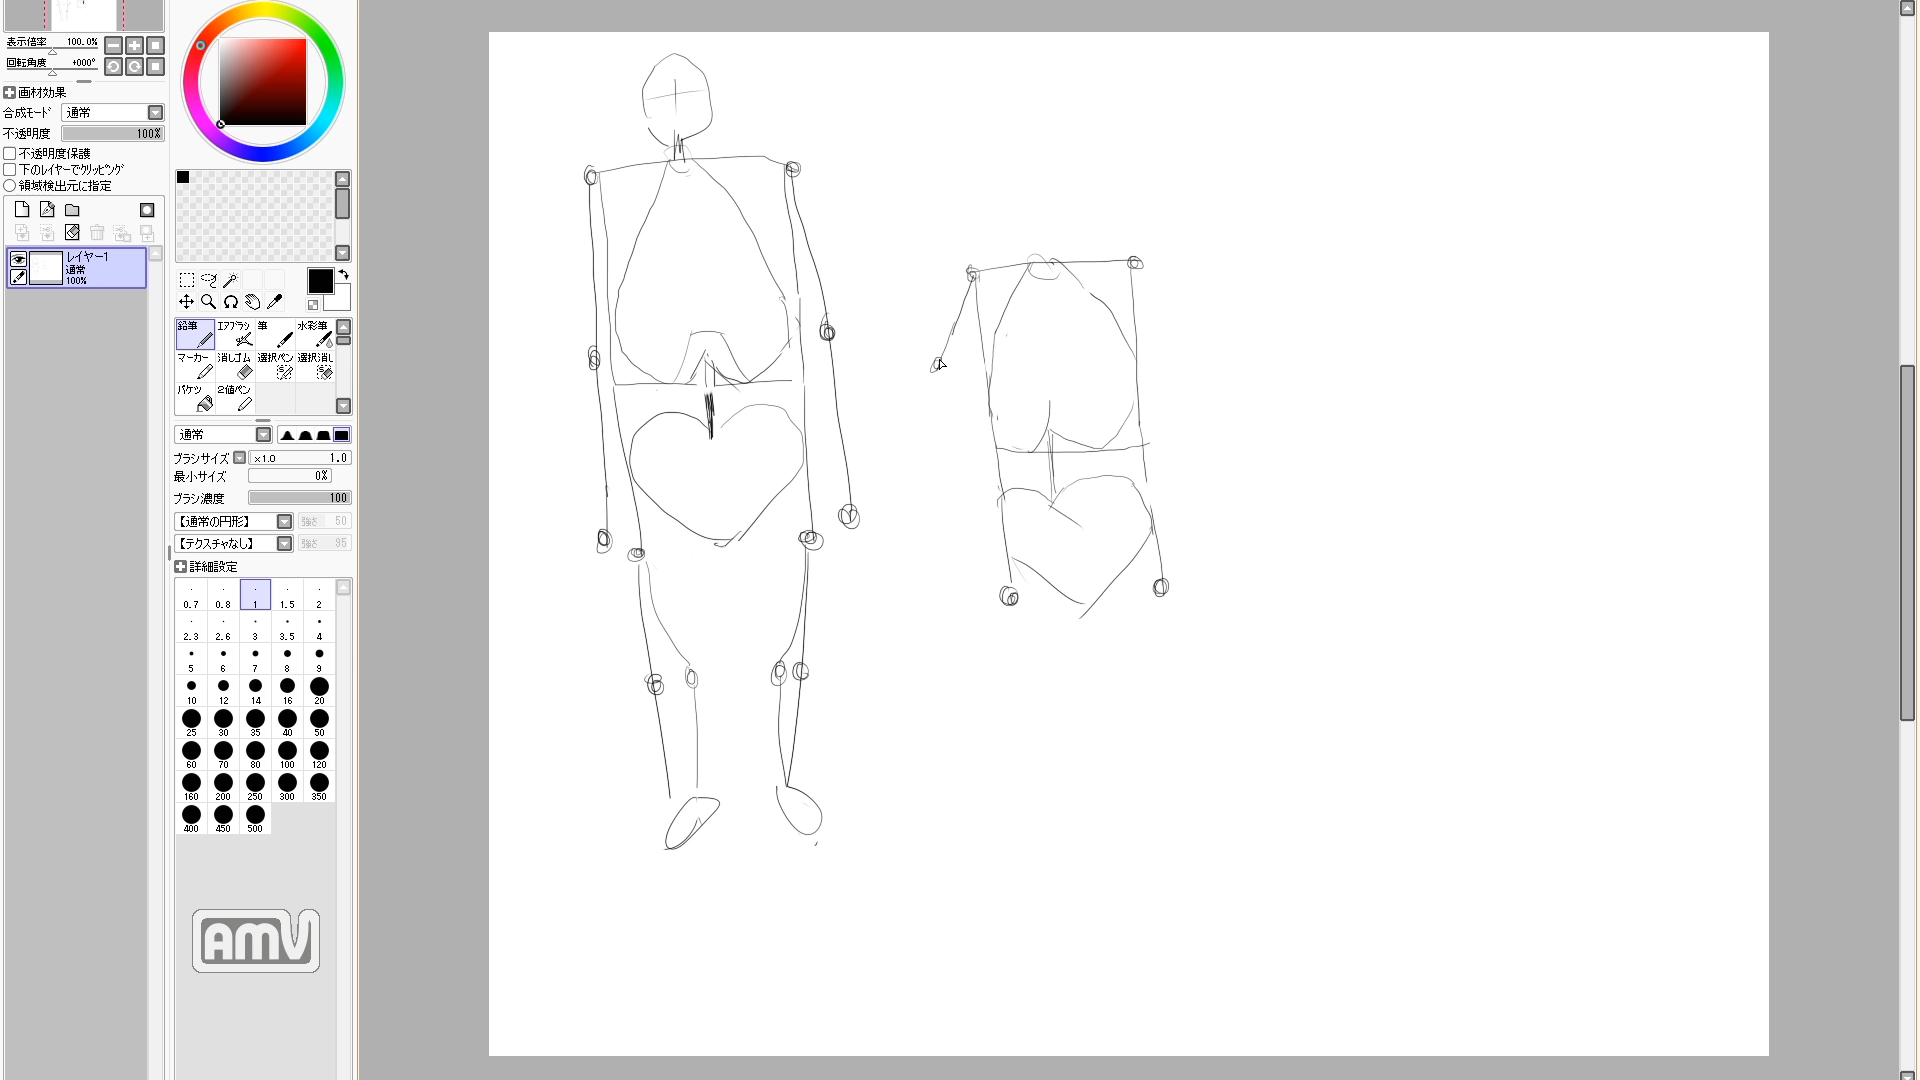 表示倍率 100.0%
回転角度 +000°
画材効果
合成モード 通常
不透明度 100%
不透明度保護
下のレイヤーでクリッピング
領域検出元に指定
レイヤー1
通常
100%
鉛筆 エアブラシ 筆 水彩筆
マーカー 消しゴム 選択ペン 選択消し
バケツ 2値ペン
通常
ブラシサイズ ×1.0 1.0
最小サイズ 0%
ブラシ濃度 100
【通常の円形】 強さ 50
【テクスチャなし】 強さ 95
詳細設定
0.7 0.8 1 1.5 2
2.3 2.6 3 3.5 4
5 6 7 8 9
10 12 14 16 20
25 30 35 40 50
60 70 80 100 120
160 200 250 300 350
400 450 500
AMV